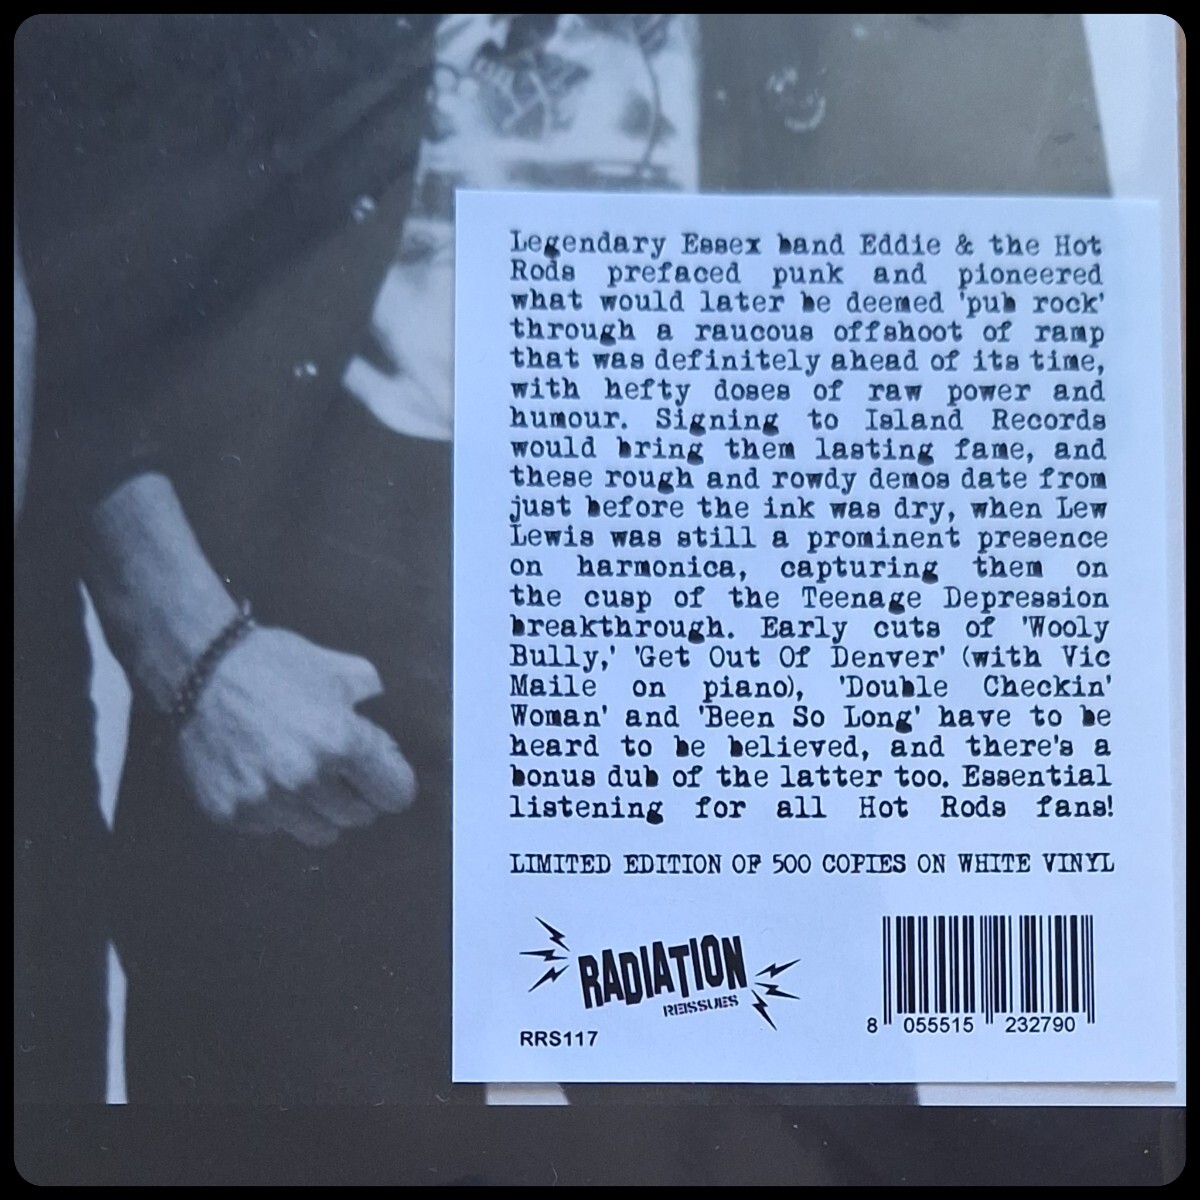 Legendary Essex band Eddie & the Hot
Rods prefaced punk and pioneered
what would later be deemed 'pub rock'
through a raucous offshoot of ramp
that was definitely ahead of its time,
with hefty doses of raw power and
humour. Signing to Island Records
would bring them lasting fame, and
these rough and rowdy demos date from
just before the ink was dry, when Lew
Lewis was still a prominent presence
on harmonica, capturing them on
the cusp of the Teenage Depression
breakthrough. Early cuts of 'Wooly
Bully,' 'Get Out Of Denver' (with Vic
Maile on piano), 'Double Checkin'
Woman' and 'Been So Long' have to be
heard to be believed, and there's a
bonus dub of the latter too. Essential
listening for all Hot Rods fans!
LIMITED EDITION OF 500 COPIES ON WHITE VINYL
RADIATION
REISSUES
RRS117
8 055515 232790